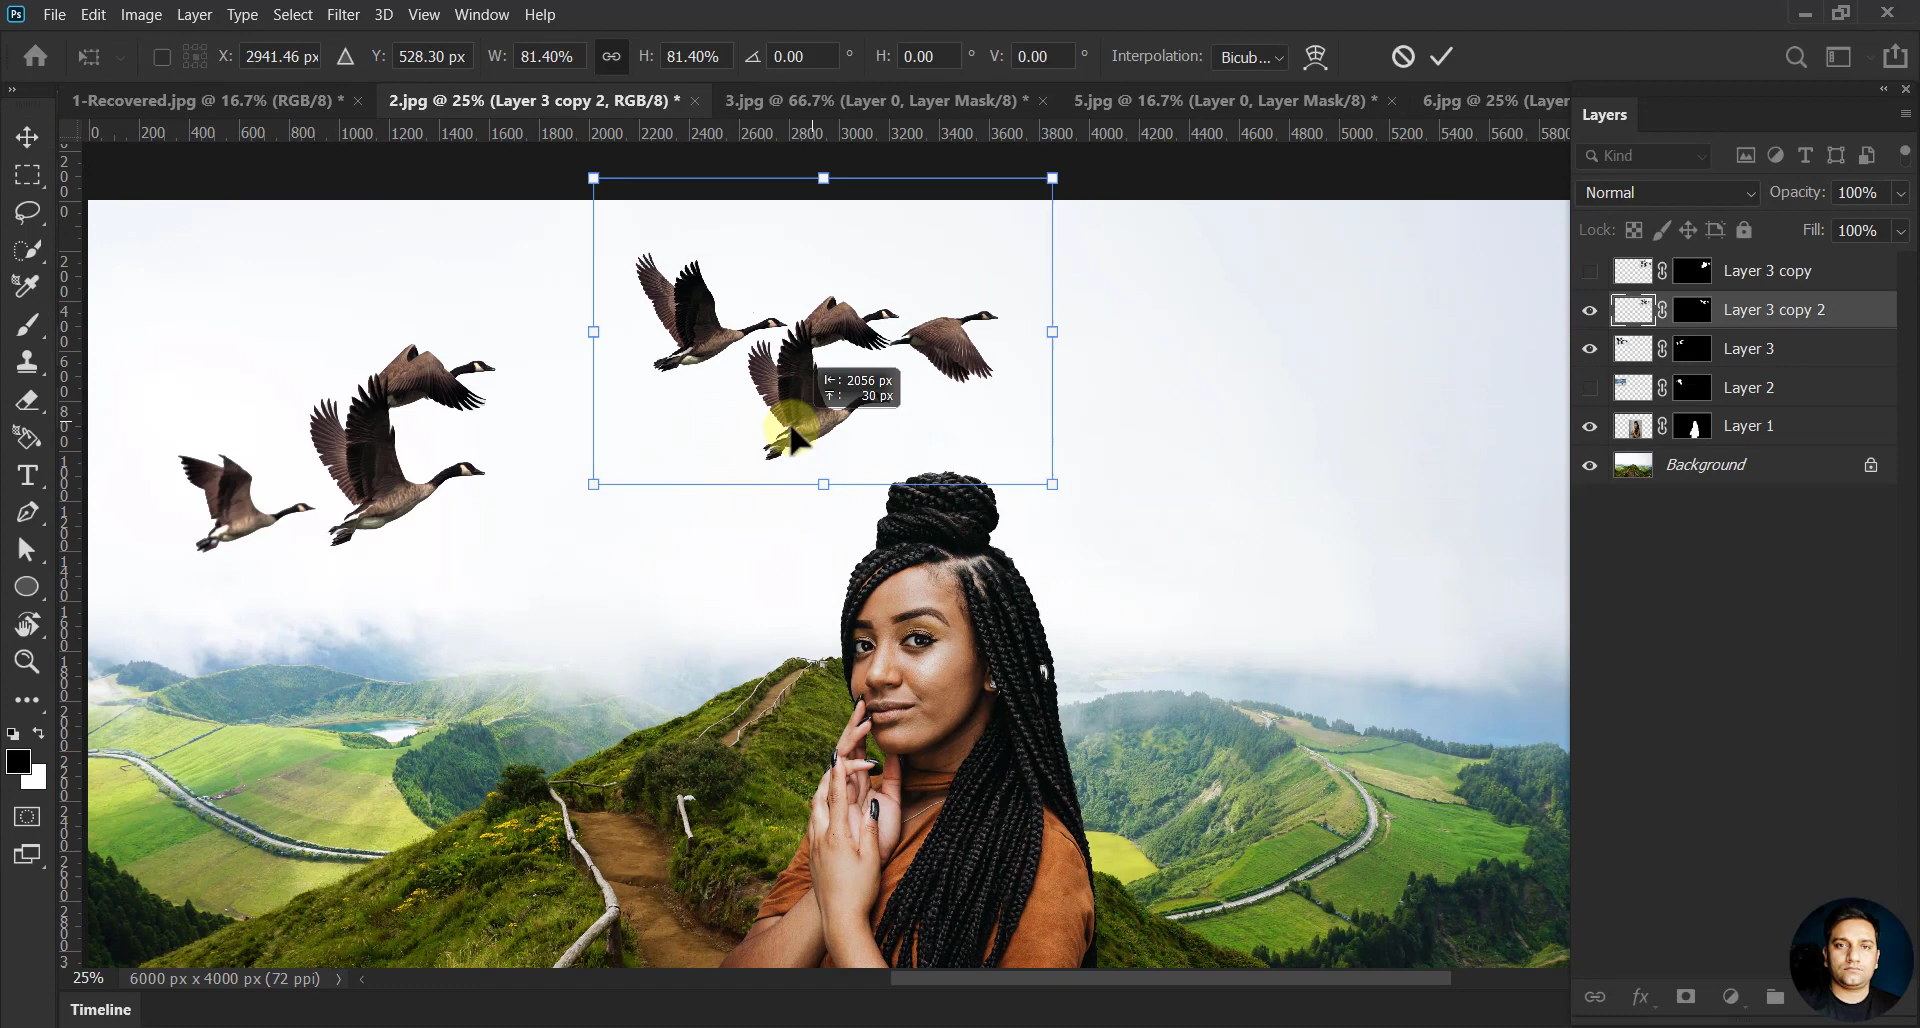 Ps File Edit Image Layer Type Select Filter 3D View Window Help
X: 2941.46 px Y: 528.30 px W: 81.40% H: 81.40% 0.00 ° H: 0.00 ° V: 0.00 ° Interpolation: Bicub...
1-Recovered.jpg @ 16.7% (RGB/8) * × 2.jpg @ 25% (Layer 3 copy 2, RGB/8) * × 3.jpg @ 66.7% (Layer 0, Layer Mask/8) * × 5.jpg @ 16.7% (Layer 0, Layer Mask/8) * × 6.jpg @ 25% (Layer
0 200 400 600 800 1000 1200 1400 1600 1800 2000 2200 2400 2600 2800 3000 3200 3400 3600 3800 4000 4200 4400 4600 4800 5000 5200 5400 5600 5800
Layers
Kind
Normal Opacity: 100%
Lock: Fill: 100%
Layer 3 copy
Layer 3 copy 2
Layer 3
Layer 2
Layer 1
Background
2056 px
30 px
25% 6000 px x 4000 px (72 ppi)
Timeline
fx